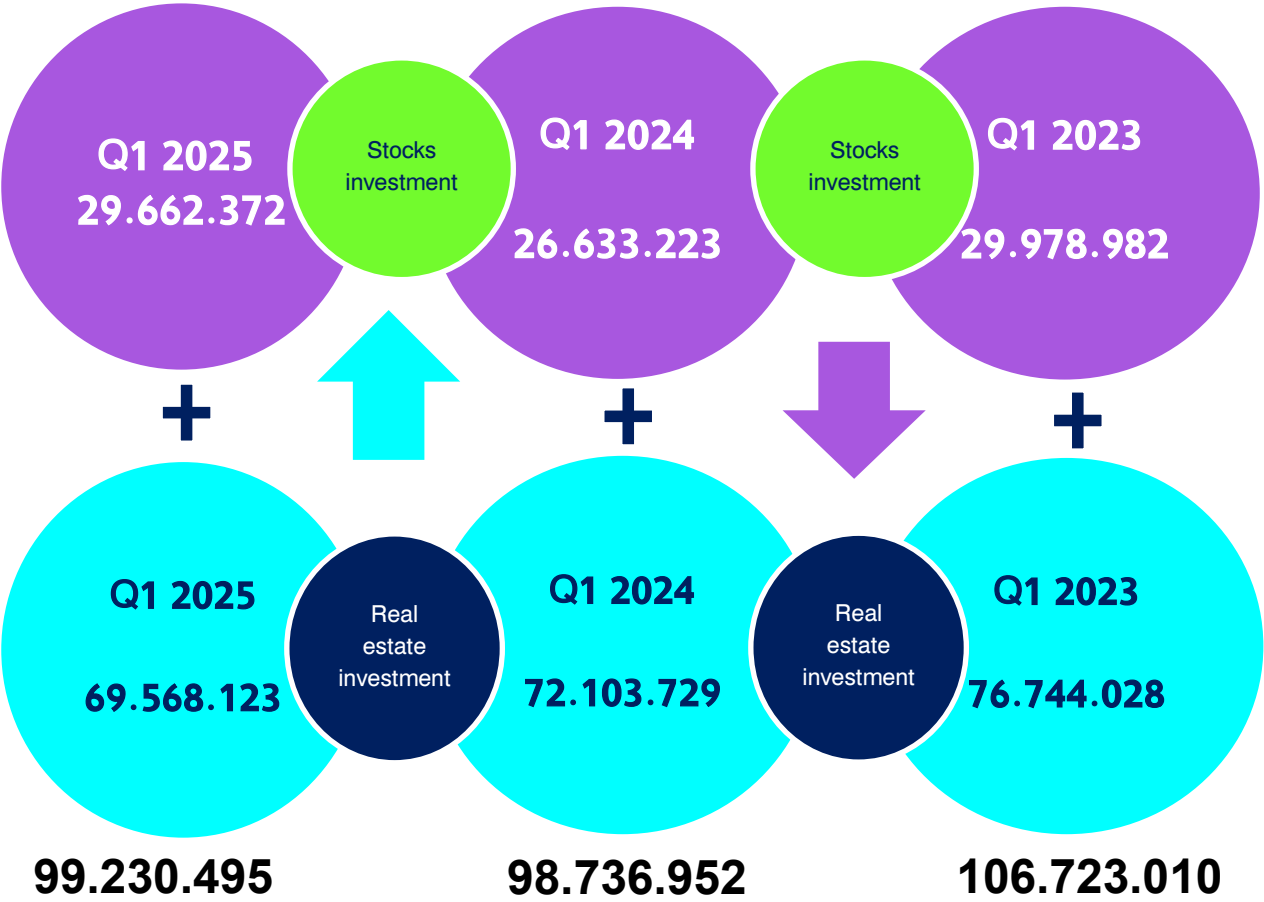 Q1 2025
29.662.372
Stocks
investment
Q1 2024
26.633.223
Stocks
investment
Q1 2023
29.978.982
+
+
+
Q1 2025
69.568.123
Real
estate
investment
Q1 2024
72.103.729
Real
estate
investment
Q1 2023
76.744.028
99.230.495
98.736.952
106.723.010